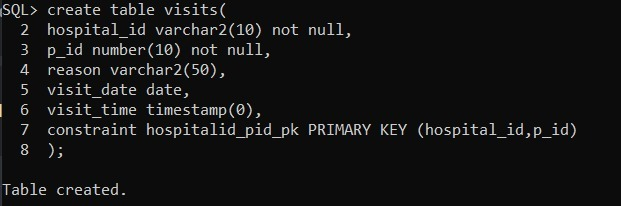 SQL> create table visits(
  2  hospital_id varchar2(10) not null,
  3  p_id number(10) not null,
  4  reason varchar2(50),
  5  visit_date date,
  6  visit_time timestamp(0),
  7  constraint hospitalid_pid_pk PRIMARY KEY (hospital_id,p_id)
  8  );
Table created.